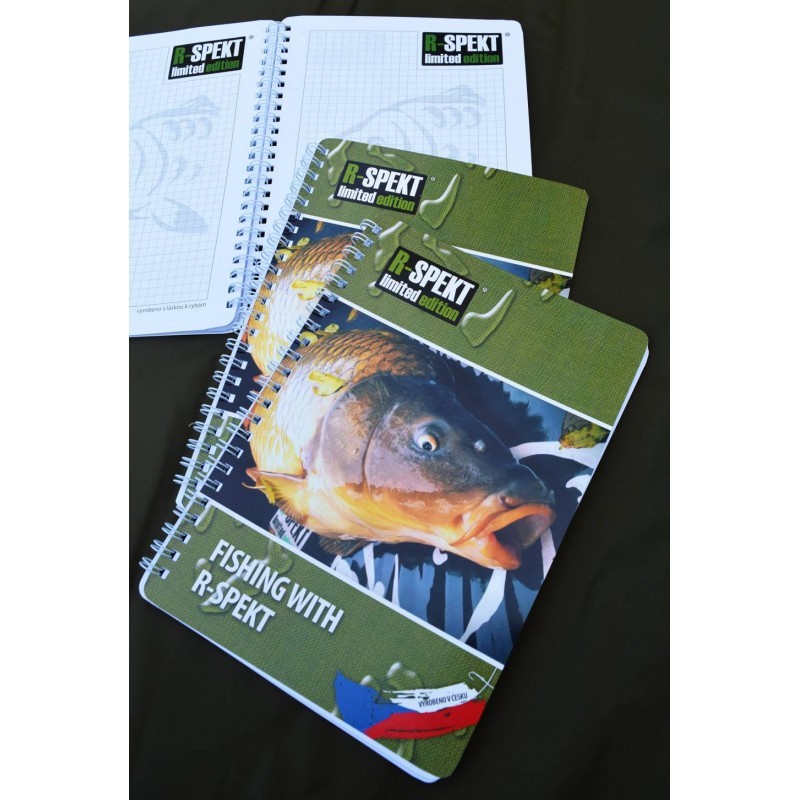 R-SPEKT
limited edition
R-SPEKT
limited edition
vyrobeno s láskou k rybám
R-SPEKT
limited edition
R-SPEKT
limited edition
FISHING WITH
R-SPEKT
VYROBENO V ČESKU